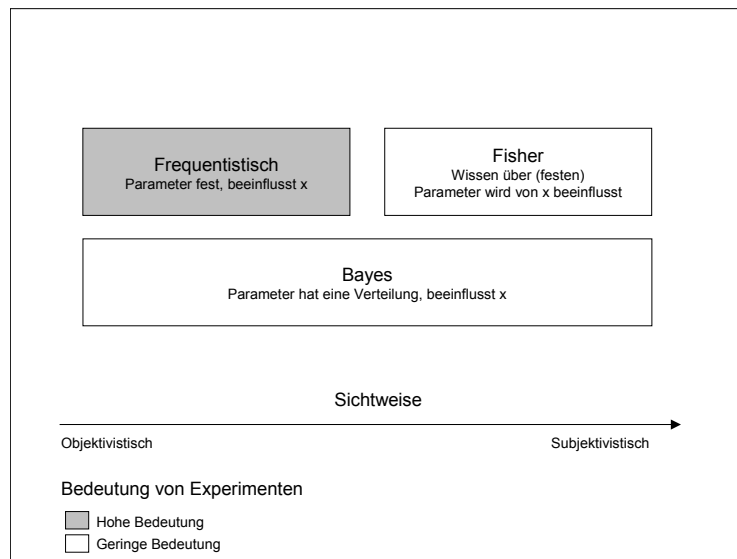 Frequentistisch
Parameter fest, beeinflusst x
Fisher
Wissen über (festen)
Parameter wird von x beeinflusst
Bayes
Parameter hat eine Verteilung, beeinflusst x
Sichtweise
Objektivistisch
Subjektivistisch
Bedeutung von Experimenten
Hohe Bedeutung
Geringe Bedeutung